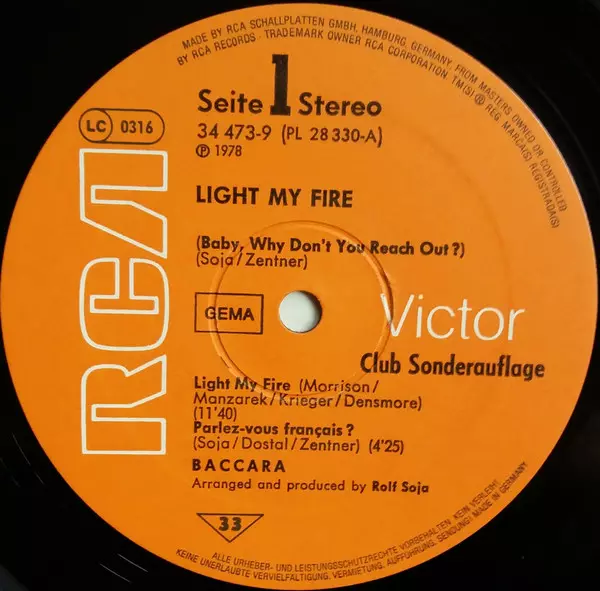 MADE BY RCA SCHALLPLATTEN GMBH, HAMBURG, GERMANY, FROM MASTERS OWNED OR CONTROLLED
BY RCA RECORDS · TRADEMARK OWNER RCA CORPORATION TM(S) ® REG MARCA(S) REGISTRADA(S)
Seite 1 Stereo
LC 0316
34 473-9 (PL 28 330-A)
Ⓟ 1978
LIGHT MY FIRE
(Baby, Why Don't You Reach Out?)
(Soja/Zentner)
RCA
GEMA
Victor
Club Sonderauflage
Light My Fire (Morrison/
Manzarek/Krieger/Densmore)
(11'40)
Parlez-vous français?
(Soja/Dostal/Zentner) (4'25)
BACCARA
Arranged and produced by Rolf Soja
33
ALLE URHEBER- UND LEISTUNGSSCHUTZRECHTE VORBEHALTEN. KEIN VERLEIH!
KEINE UNERLAUBTE VERVIELFÄLTIGUNG, VERMIETUNG, AUFFÜHRUNG, SENDUNG! MADE IN GERMANY